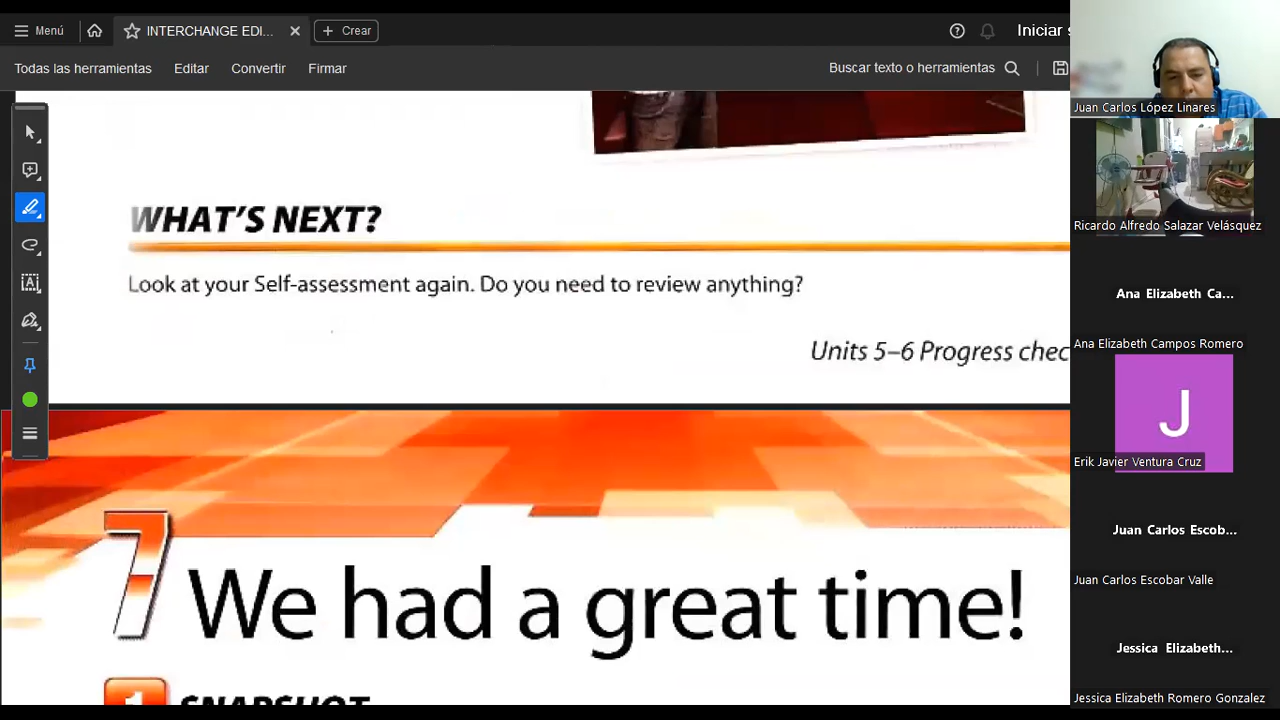 Menú
INTERCHANGE EDI...
Crear
Iniciar s
Todas las herramientas
Editar
Convertir
Firmar
Buscar texto o herramientas
WHAT'S NEXT?
Look at your Self-assessment again. Do you need to review anything?
Units 5–6 Progress chec
7 We had a great time!
1 SNAPSHOT
Juan Carlos López Linares
Ricardo Alfredo Salazar Velásquez
Ana Elizabeth Ca...
Ana Elizabeth Campos Romero
J
Erik Javier Ventura Cruz
Juan Carlos Escob...
Juan Carlos Escobar Valle
Jessica Elizabeth...
Jessica Elizabeth Romero Gonzalez